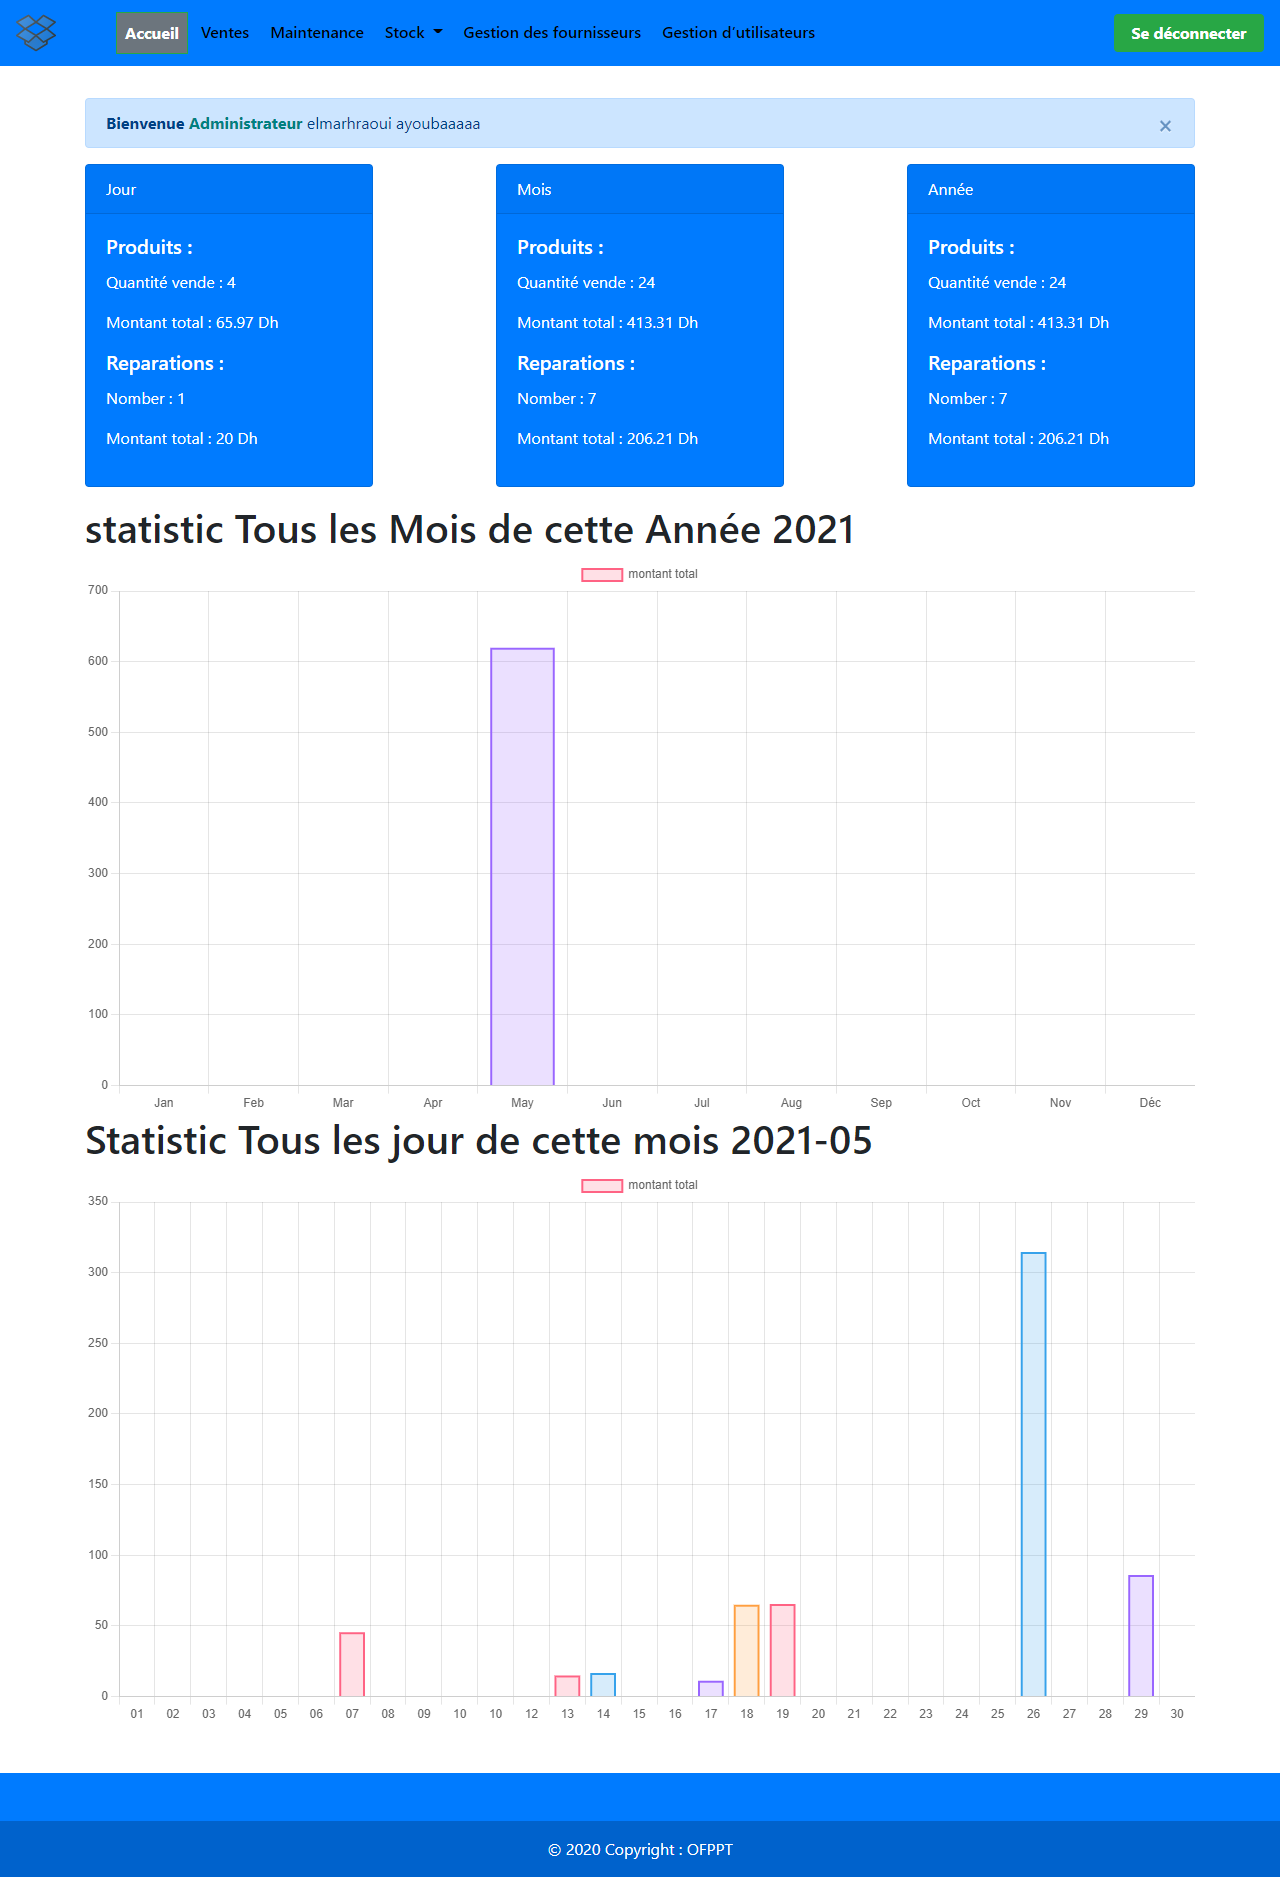 Accueil Ventes Maintenance Stock Gestion des fournisseurs Gestion d'utilisateurs Se déconnecter
Bienvenue Administrateur elmarhraoui ayoubaaaaa ×
Jour
Produits :
Quantité vende : 4
Montant total : 65.97 Dh
Reparations :
Nomber : 1
Montant total : 20 Dh
Mois
Produits :
Quantité vende : 24
Montant total : 413.31 Dh
Reparations :
Nomber : 7
Montant total : 206.21 Dh
Année
Produits :
Quantité vende : 24
Montant total : 413.31 Dh
Reparations :
Nomber : 7
Montant total : 206.21 Dh
statistic Tous les Mois de cette Année 2021
montant total
700
600
500
400
300
200
100
0
Jan Feb Mar Apr May Jun Jul Aug Sep Oct Nov Déc
Statistic Tous les jour de cette mois 2021-05
montant total
350
300
250
200
150
100
50
0
01 02 03 04 05 06 07 08 09 10 10 12 13 14 15 16 17 18 19 20 21 22 23 24 25 26 27 28 29 30
© 2020 Copyright : OFPPT